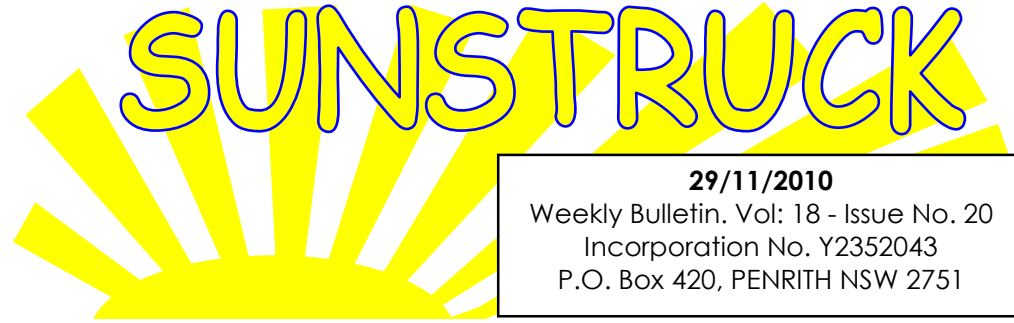 SUNSTRUCK
29/11/2010
Weekly Bulletin. Vol: 18 - Issue No. 20
Incorporation No. Y2352043
P.O. Box 420, PENRITH NSW 2751